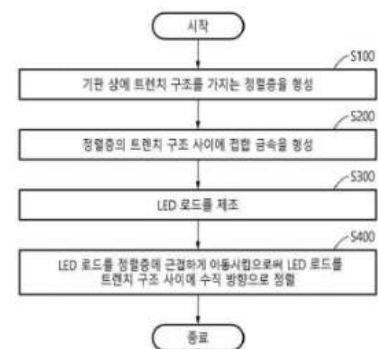 시작
S100
기판 상에 트렌치 구조를 가지는 정렬층을 형성
S200
정렬층의 트렌치 구조 사이에 접합 금속을 형성
S300
LED 로드를 제조
S400
LED 로드를 정렬층에 근접하게 이동시킴으로써 LED 로드를
트렌치 구조 사이에 수직 방향으로 정렬
종료